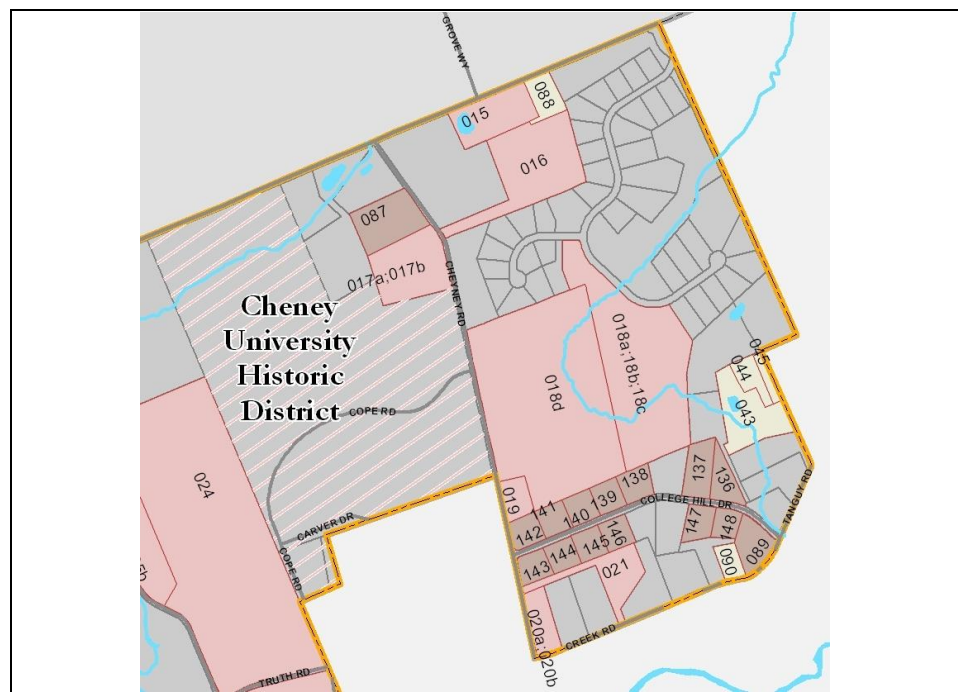 GROVE WY
088
015
016
087
017a;017b
CHEYNEY RD
Cheney
University
Historic
District
COPE RD
018d
018a;18b;18c
045
044
043
024
019
137
136
138
139
141
140
142
COLLEGE HILL DR
147
148
TANGUY RD
146
145
144
143
090
089
021
CARVER DR
COPE RD
020a;020b
CREEK RD
TRUTH RD